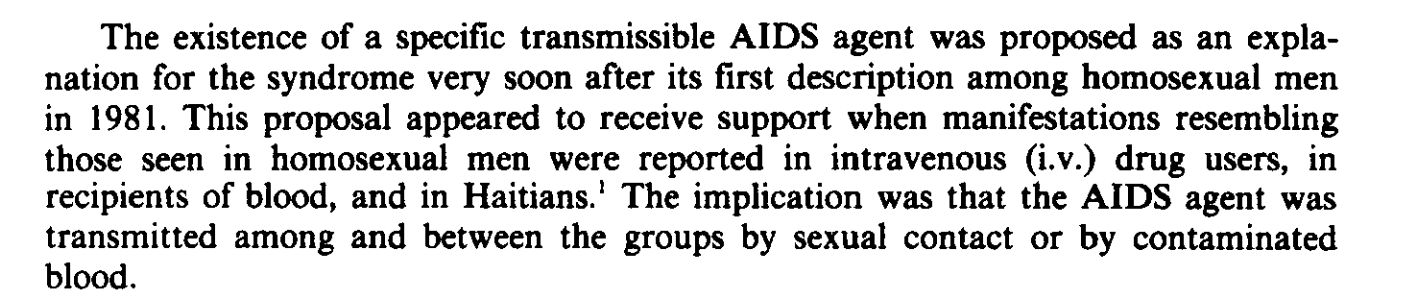 The existence of a specific transmissible AIDS agent was proposed as an expla-
nation for the syndrome very soon after its first description among homosexual men
in 1981. This proposal appeared to receive support when manifestations resembling
those seen in homosexual men were reported in intravenous (i.v.) drug users, in
recipients of blood, and in Haitians.¹ The implication was that the AIDS agent was
transmitted among and between the groups by sexual contact or by contaminated
blood.